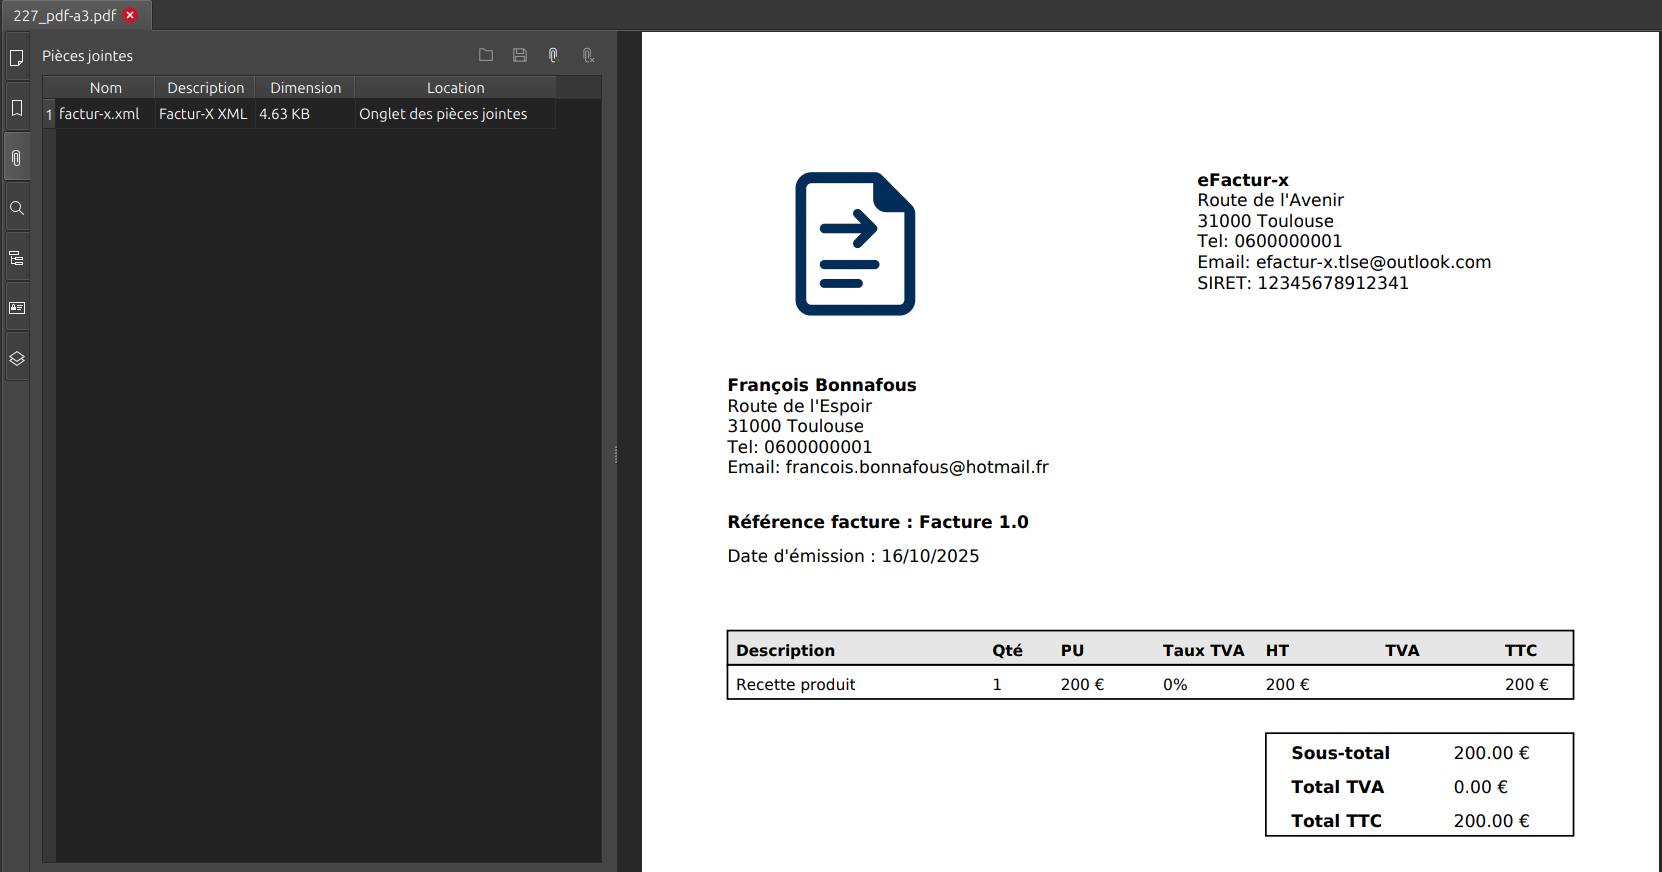 227_pdf-a3.pdf
Pièces jointes
Nom Description Dimension Location
1 factur-x.xml Factur-X XML 4.63 KB Onglet des pièces jointes
eFactur-x
Route de l'Avenir
31000 Toulouse
Tel: 0600000001
Email: efactur-x.tlse@outlook.com
SIRET: 12345678912341
François Bonnafous
Route de l'Espoir
31000 Toulouse
Tel: 0600000001
Email: francois.bonnafous@hotmail.fr
Référence facture : Facture 1.0
Date d'émission : 16/10/2025
Description Qté PU Taux TVA HT TVA TTC
Recette produit 1 200 € 0% 200 € 200 €
Sous-total 200.00 €
Total TVA 0.00 €
Total TTC 200.00 €